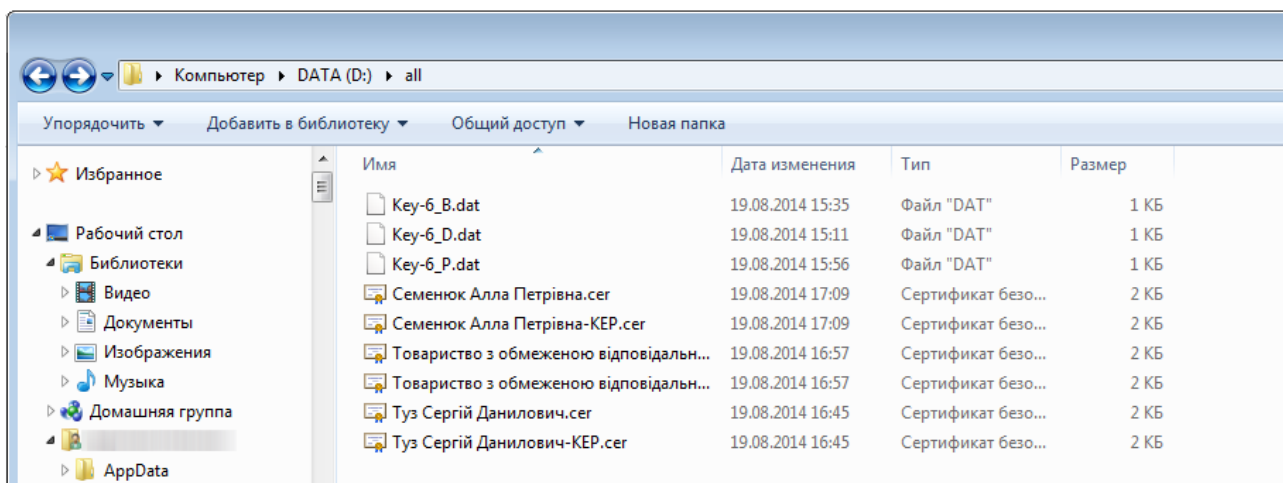 Компьютер DATA (D:) all
Упорядочить Добавить в библиотеку Общий доступ Новая папка
Избранное
Рабочий стол
Библиотеки
Видео
Документы
Изображения
Музыка
Домашняя группа
AppData
Имя Дата изменения Тип Размер
Key-6_B.dat 19.08.2014 15:35 Файл "DAT" 1 КБ
Key-6_D.dat 19.08.2014 15:11 Файл "DAT" 1 КБ
Key-6_P.dat 19.08.2014 15:56 Файл "DAT" 1 КБ
Семенюк Алла Петрівна.cer 19.08.2014 17:09 Сертификат безо... 2 КБ
Семенюк Алла Петрівна-КЕР.cer 19.08.2014 17:09 Сертификат безо... 2 КБ
Товариство з обмеженою відповідальн... 19.08.2014 16:57 Сертификат безо... 2 КБ
Товариство з обмеженою відповідальн... 19.08.2014 16:57 Сертификат безо... 2 КБ
Туз Сергій Данилович.cer 19.08.2014 16:45 Сертификат безо... 2 КБ
Туз Сергій Данилович-КЕР.cer 19.08.2014 16:45 Сертификат безо... 2 КБ